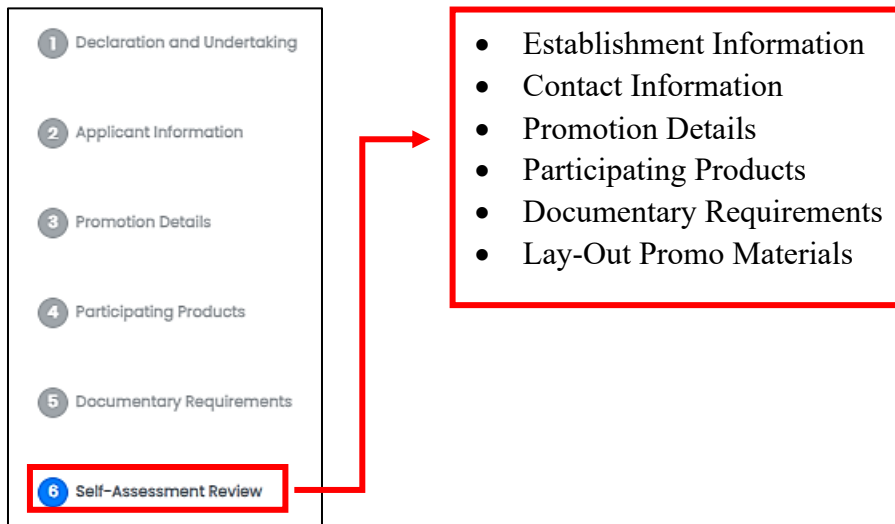 1 Declaration and Undertaking
2 Applicant Information
3 Promotion Details
4 Participating Products
5 Documentary Requirements
6 Self-Assessment Review
• Establishment Information
• Contact Information
• Promotion Details
• Participating Products
• Documentary Requirements
• Lay-Out Promo Materials